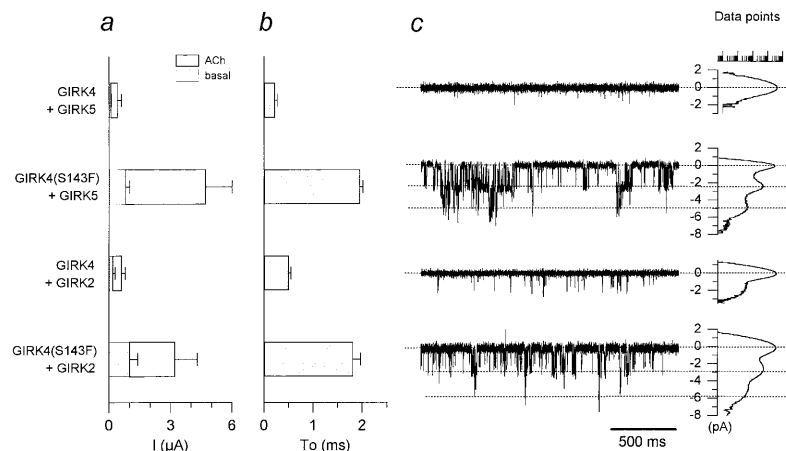 a
b
c
Data points
ACh
basal
GIRK4
+ GIRK5
GIRK4(S143F)
+ GIRK5
GIRK4
+ GIRK2
GIRK4(S143F)
+ GIRK2
0 3 6
I (µA)
0 1 2
To (ms)
2
0
-2
2
0
-2
-4
-6
-8
0
-2
0
-2
-4
-6
-8
(pA)
500 ms